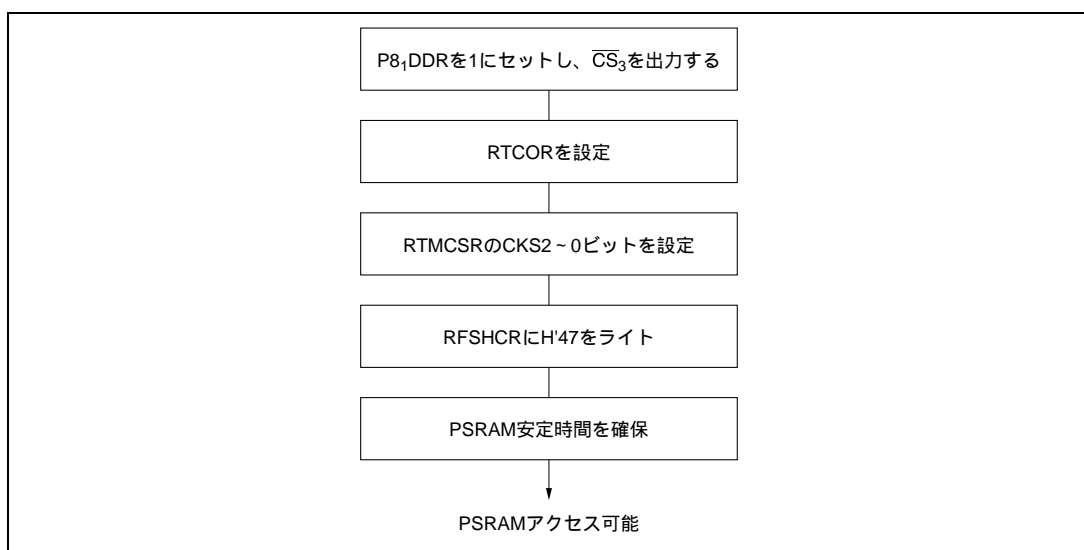 P8₁DDRを1にセットし、C̅S̅₃を出力する
RTCORを設定
RTMCSRのCKS2~0ビットを設定
RFSHCRにH'47をライト
PSRAM安定時間を確保
PSRAMアクセス可能